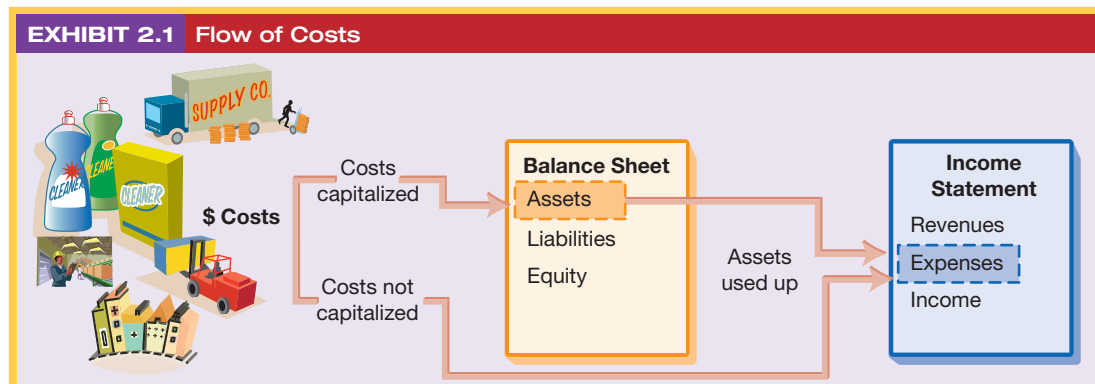 EXHIBIT 2.1 Flow of Costs
SUPPLY CO.
CLEANER
CLEANER
CLEANER
$ Costs
Costs
capitalized
Costs not
capitalized
Balance Sheet
Assets
Liabilities
Equity
Assets
used up
Income
Statement
Revenues
Expenses
Income